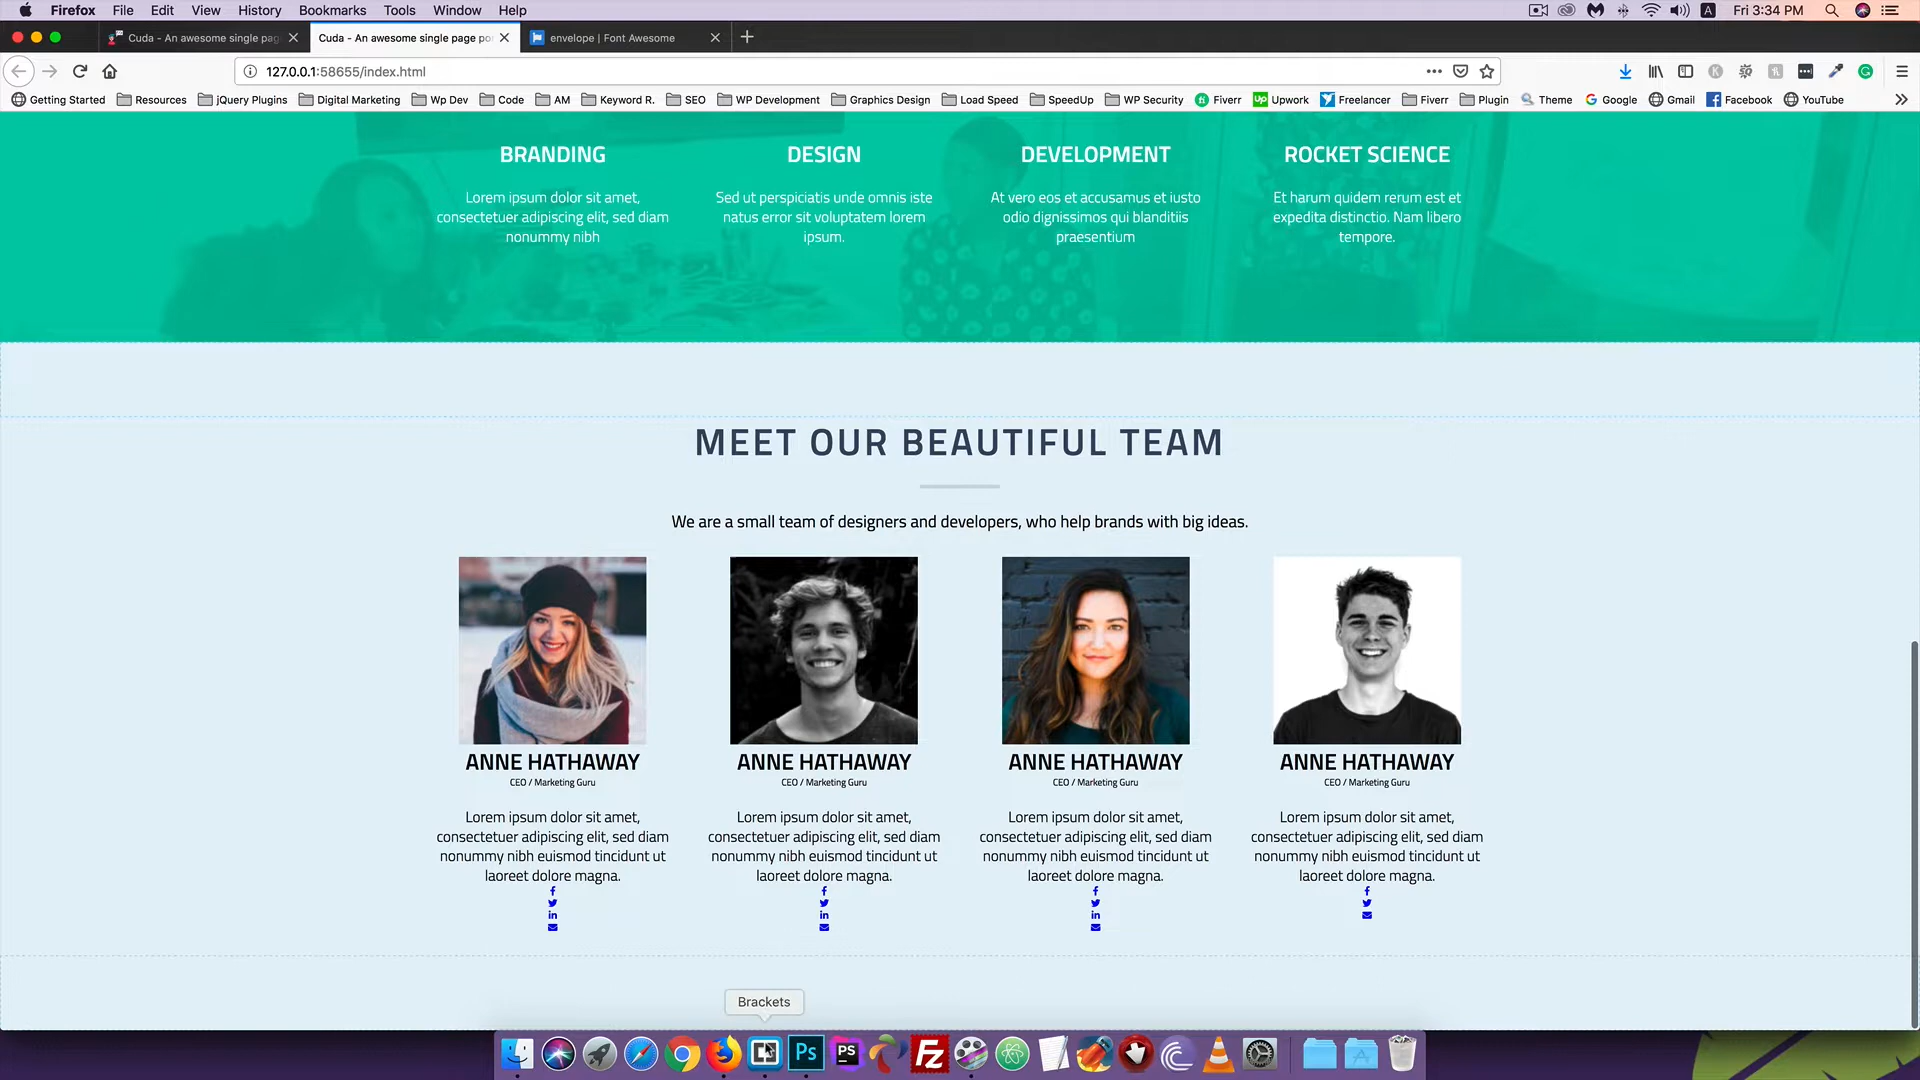 Firefox File Edit View History Bookmarks Tools Window Help
A Fri 3:34 PM
Cuda - An awesome single pag
Cuda - An awesome single page po
envelope | Font Awesome
127.0.0.1:58655/index.html
Getting Started Resources jQuery Plugins Digital Marketing Wp Dev Code AM Keyword R. SEO WP Development Graphics Design Load Speed SpeedUp WP Security Fiverr Upwork Freelancer Fiverr Plugin Theme Google Gmail Facebook YouTube
BRANDING
Lorem ipsum dolor sit amet,
consectetuer adipiscing elit, sed diam
nonummy nibh
DESIGN
Sed ut perspiciatis unde omnis iste
natus error sit voluptatem lorem
ipsum.
DEVELOPMENT
At vero eos et accusamus et iusto
odio dignissimos qui blanditiis
praesentium
ROCKET SCIENCE
Et harum quidem rerum est et
expedita distinctio. Nam libero
tempore.
MEET OUR BEAUTIFUL TEAM
We are a small team of designers and developers, who help brands with big ideas.
ANNE HATHAWAY
CEO / Marketing Guru
Lorem ipsum dolor sit amet,
consectetuer adipiscing elit, sed diam
nonummy nibh euismod tincidunt ut
laoreet dolore magna.
ANNE HATHAWAY
CEO / Marketing Guru
Lorem ipsum dolor sit amet,
consectetuer adipiscing elit, sed diam
nonummy nibh euismod tincidunt ut
laoreet dolore magna.
ANNE HATHAWAY
CEO / Marketing Guru
Lorem ipsum dolor sit amet,
consectetuer adipiscing elit, sed diam
nonummy nibh euismod tincidunt ut
laoreet dolore magna.
ANNE HATHAWAY
CEO / Marketing Guru
Lorem ipsum dolor sit amet,
consectetuer adipiscing elit, sed diam
nonummy nibh euismod tincidunt ut
laoreet dolore magna.
Brackets
Ps
PS
FZ